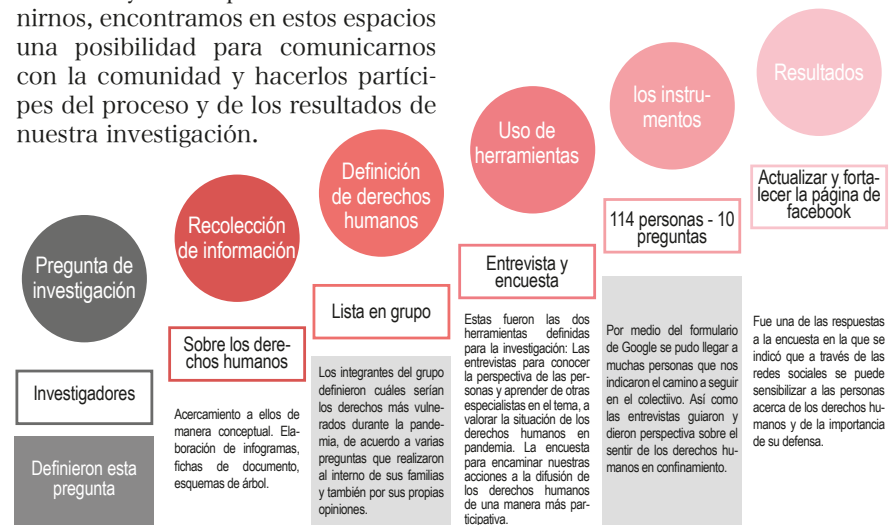 nirnos, encontramos en estos espacios
una posibilidad para comunicarnos
con la comunidad y hacerlos partíci-
pes del proceso y de los resultados de
nuestra investigación.
Pregunta de
investigación
Investigadores
Definieron esta
pregunta
Recolección
de información
Sobre los dere-
chos humanos
Acercamiento a ellos de
manera conceptual. Ela-
boración de infogramas,
fichas de documento,
esquemas de árbol.
Definición
de derechos
humanos
Lista en grupo
Los integrantes del grupo
definieron cuáles serían
los derechos más vulne-
rados durante la pande-
mia, de acuerdo a varias
preguntas que realizaron
al interno de sus familias
y también por sus propias
opiniones.
Uso de
herramientas
Entrevista y
encuesta
Estas fueron las dos
herramientas definidas
para la investigación: Las
entrevistas para conocer
la perspectiva de las per-
sonas y aprender de otras
especialistas en el tema, a
valorar la situación de los
derechos humanos en
pandemia. La encuesta
para encaminar nuestras
acciones a la difusión de
los derechos humanos
de una manera más par-
ticipativa.
los instru-
mentos
114 personas - 10
preguntas
Por medio del formulario
de Google se pudo llegar a
muchas personas que nos
indicaron el camino a seguir
en el colectiivo. Así como
las entrevistas guiaron y
dieron perspectiva sobre el
sentir de los derechos hu-
manos en confinamiento.
Resultados
Actualizar y forta-
lecer la página de
facebook
Fue una de las respuestas
a la encuesta en la que se
indicó que a través de las
redes sociales se puede
sensibilizar a las personas
acerca de los derechos hu-
manos y de la importancia
de su defensa.